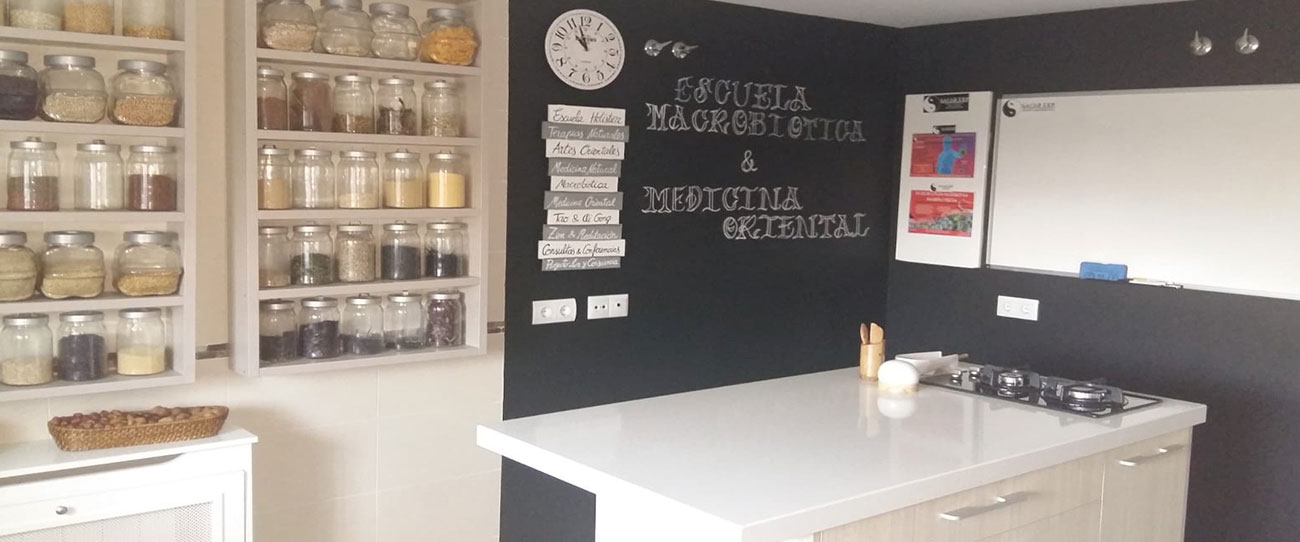 Escuela Holística
Terapias Naturales
Artes Orientales
Medicina Natural
Macrobiótica
Medicina Oriental
Tao & Qi Gong
Zen & Meditación
Consultas & Conferencias
ESCUELA
MACROBIOTICA
&
MEDICINA
ORIENTAL